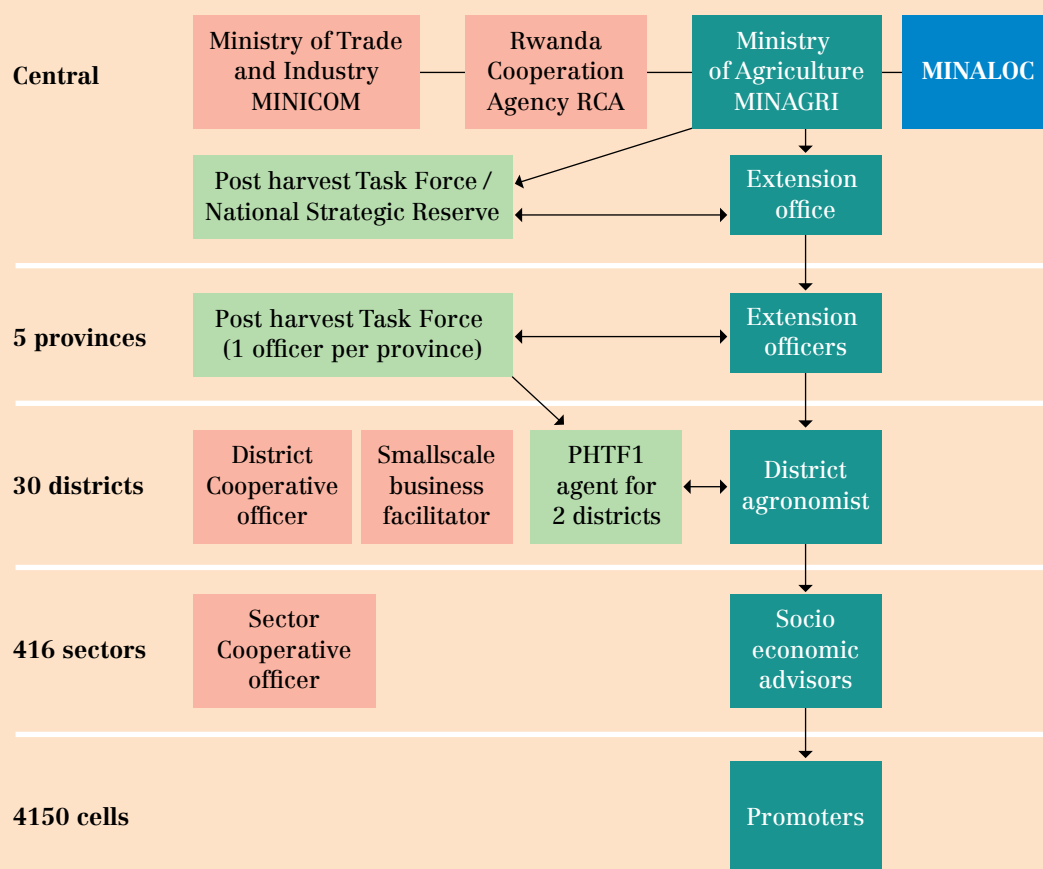 Central
Ministry of Trade
and Industry
MINICOM
Rwanda
Cooperation
Agency RCA
Ministry
of Agriculture
MINAGRI
MINALOC
Post harvest Task Force /
National Strategic Reserve
Extension
office
5 provinces
Post harvest Task Force
(1 officer per province)
Extension
officers
30 districts
District
Cooperative
officer
Smallscale
business
facilitator
PHTF1
agent for
2 districts
District
agronomist
416 sectors
Sector
Cooperative
officer
Socio
economic
advisors
4150 cells
Promoters